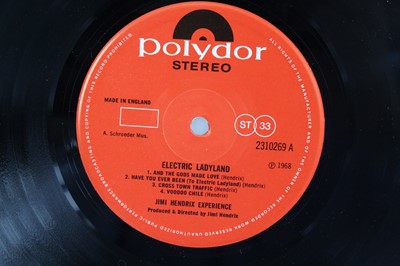 polydor
STEREO
MADE IN ENGLAND
A. Schroeder Mus.
ST 33
2310269 A
ELECTRIC LADYLAND
℗ 1968
1. AND THE GODS MADE LOVE (Hendrix)
2. HAVE YOU EVER BEEN (To Electric Ladyland) (Hendrix)
3. CROSS TOWN TRAFFIC (Hendrix)
4. VOODOO CHILE (Hendrix)
JIMI HENDRIX EXPERIENCE
Produced & Directed by Jimi Hendrix